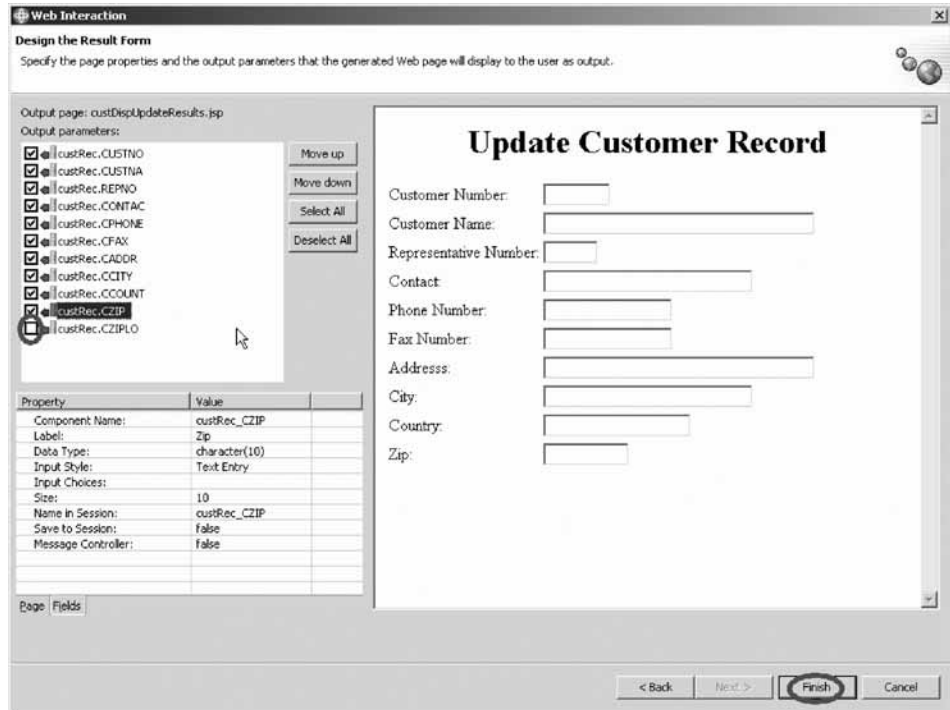 Web Interaction
Design the Result Form
Specify the page properties and the output parameters that the generated Web page will display to the user as output.
Output page: custDispUpdateResults.jsp
Output parameters:
custRec.CUSTNO
custRec.CUSTNA
custRec.REPNO
custRec.CONTAC
custRec.CPHONE
custRec.CFAX
custRec.CADDR
custRec.CCITY
custRec.CCOUNT
custRec.CZIP
custRec.CZIPLO
Move up
Move down
Select All
Deselect All
Property Value
Component Name: custRec_CZIP
Label: Zip
Data Type: character(10)
Input Style: Text Entry
Input Choices:
Size: 10
Name in Session: custRec_CZIP
Save to Session: false
Message Controller: false
Page Fields
Update Customer Record
Customer Number:
Customer Name:
Representative Number:
Contact:
Phone Number:
Fax Number:
Addresss:
City:
Country:
Zip:
< Back Next > Finish Cancel